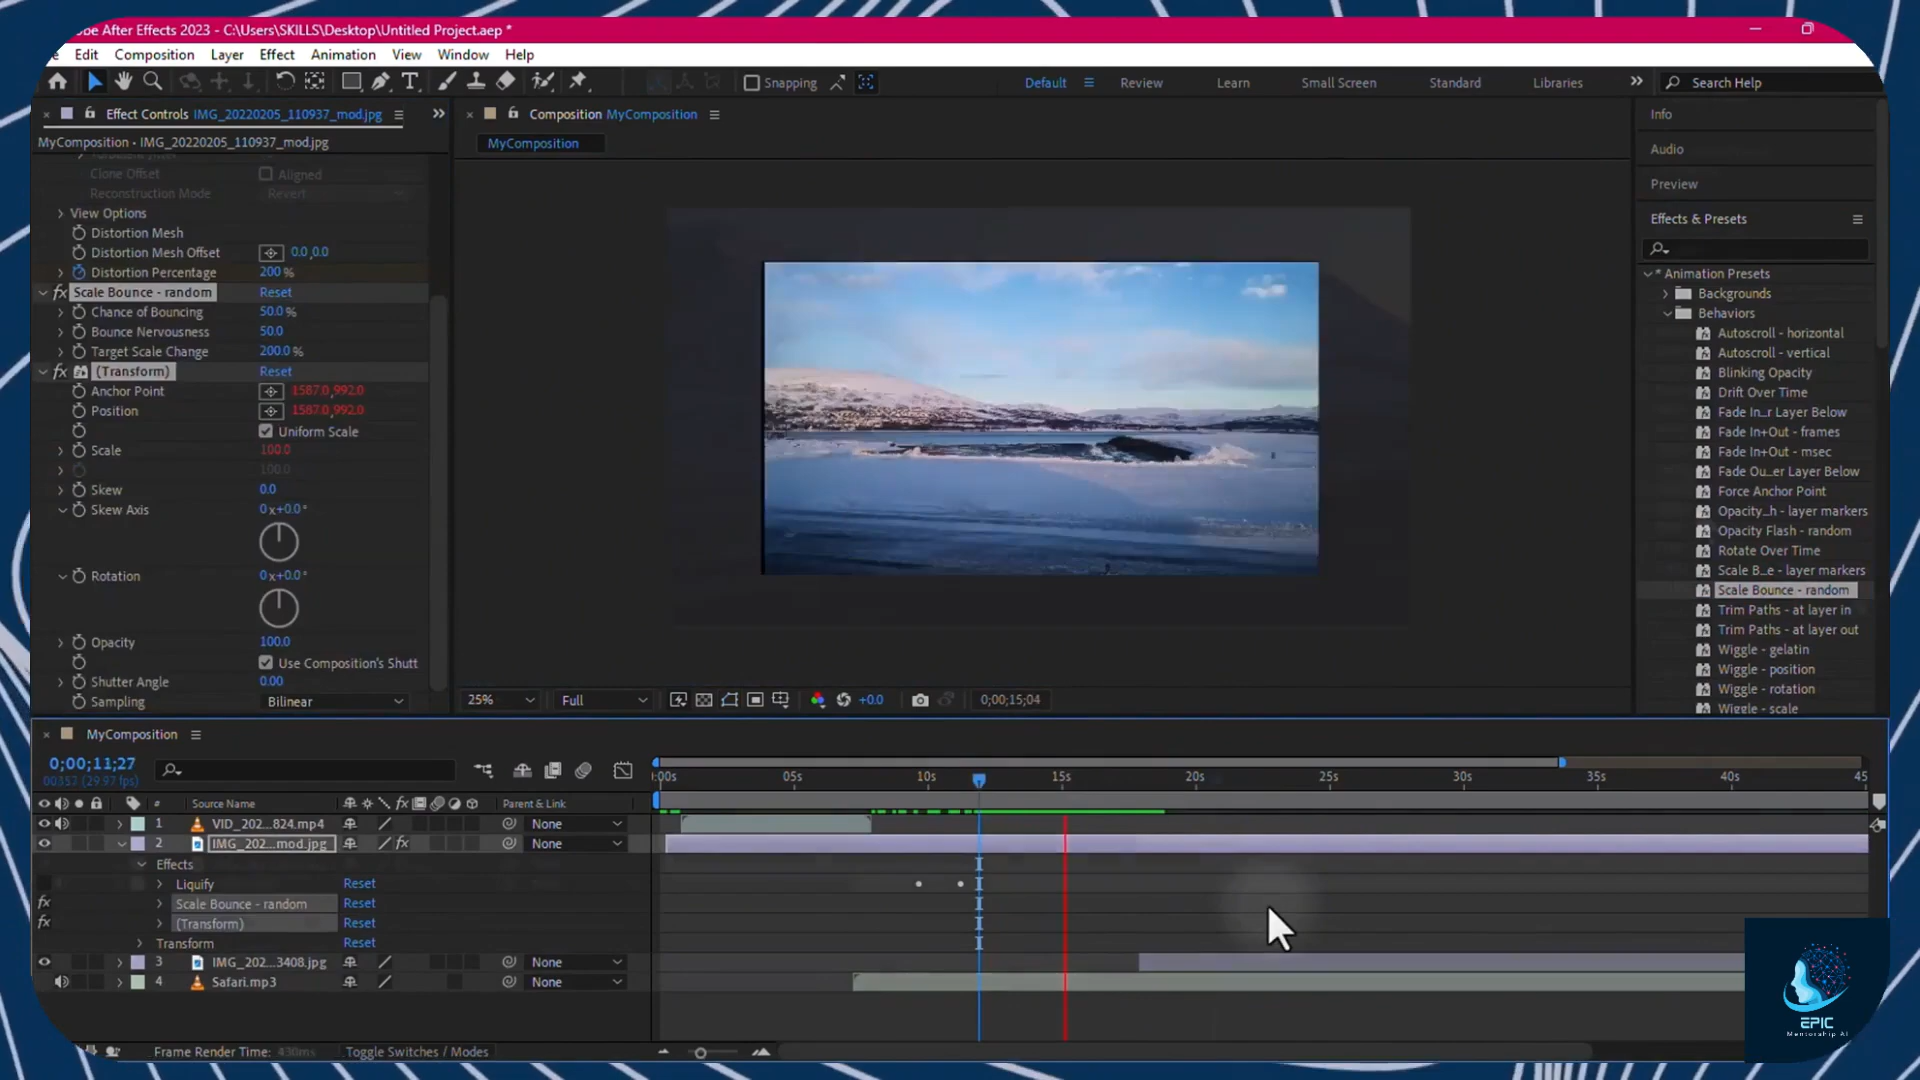 be After Effects 2023 - C:\Users\SKILLS\Desktop\Untitled Project.aep *
Edit Composition Layer Effect Animation View Window Help
Snapping Default Review Learn Small Screen Standard Libraries Search Help
Effect Controls IMG_20220205_110937_mod.jpg
MyComposition • IMG_20220205_110937_mod.jpg
Clone Offset Aligned
Reconstruction Mode Revert
View Options
Distortion Mesh
Distortion Mesh Offset 0.0,0.0
Distortion Percentage 200 %
Scale Bounce - random Reset
Chance of Bouncing 50.0 %
Bounce Nervousness 50.0
Target Scale Change 200.0 %
(Transform) Reset
Anchor Point 1587.0,992.0
Position 1587.0,992.0
Uniform Scale
Scale 100.0
100.0
Skew 0.0
Skew Axis 0 x+0.0°
Rotation 0 x+0.0°
Opacity 100.0
Use Composition's Shutt
Shutter Angle 0.00
Sampling Bilinear
Composition MyComposition
MyComposition
25% Full +0.0 0;00;15;04
Info
Audio
Preview
Effects & Presets
* Animation Presets
Backgrounds
Behaviors
Autoscroll - horizontal
Autoscroll - vertical
Blinking Opacity
Drift Over Time
Fade In...r Layer Below
Fade In+Out - frames
Fade In+Out - msec
Fade Ou...er Layer Below
Force Anchor Point
Opacity...h - layer markers
Opacity Flash - random
Rotate Over Time
Scale B...e - layer markers
Scale Bounce - random
Trim Paths - at layer in
Trim Paths - at layer out
Wiggle - gelatin
Wiggle - position
Wiggle - rotation
Wiggle - scale
MyComposition
0;00;11;27
00357 (29.97 fps)
:00s 05s 10s 15s 20s 25s 30s 35s 40s 45
# Source Name fx Parent & Link
1 VID_202...824.mp4 None
2 IMG_202...mod.jpg fx None
Effects
Liquify Reset
fx Scale Bounce - random Reset
fx (Transform) Reset
Transform Reset
3 IMG_202...3408.jpg None
4 Safari.mp3 None
Frame Render Time: 430ms Toggle Switches / Modes
EPIC
Mentorship AI